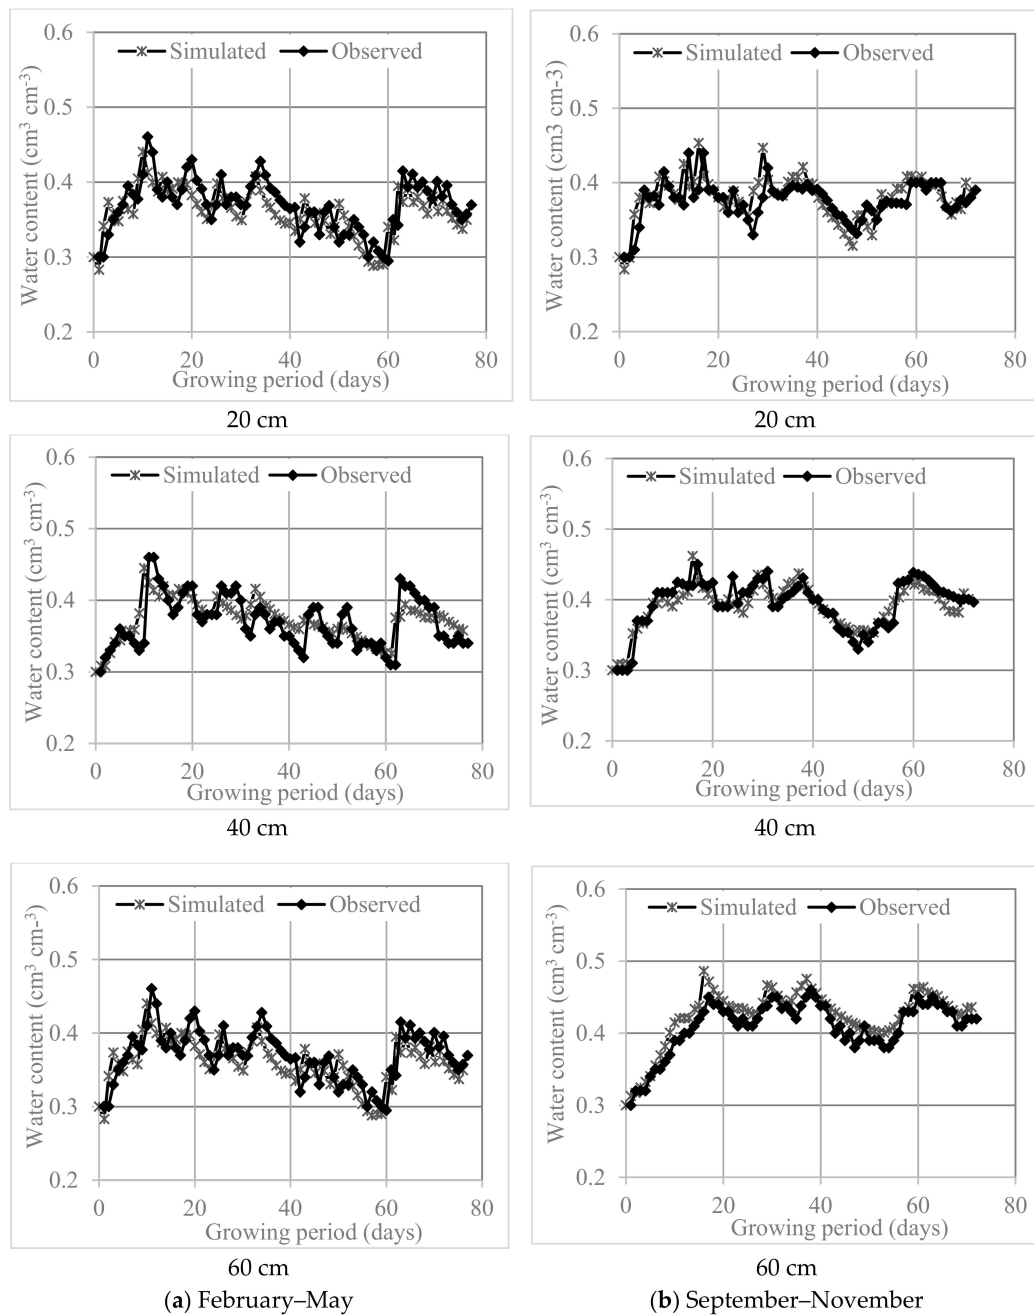 Simulated Observed
Water content (cm³ cm⁻³)
0.6
0.5
0.4
0.3
0.2
0 20 40 60 80
Growing period (days)
20 cm
Simulated Observed
Water content (cm3 cm-3)
0.6
0.5
0.4
0.3
0.2
0 20 40 60 80
Growing period (days)
20 cm
Simulated Observed
Water content (cm³ cm⁻³)
0.6
0.5
0.4
0.3
0.2
0 20 40 60 80
Growing period (days)
40 cm
Simulated Observed
Water content (cm³ cm⁻³)
0.6
0.5
0.4
0.3
0.2
0 20 40 60 80
Growing period (days)
40 cm
Simulated Observed
Water content (cm³ cm-³)
0.6
0.5
0.4
0.3
0.2
0 20 40 60 80
Growing period (days)
60 cm
(a) February–May
Simulated Observed
Water content (cm³ cm⁻³)
0.6
0.5
0.4
0.3
0.2
0 20 40 60 80
Growing period (days)
60 cm
(b) September–November